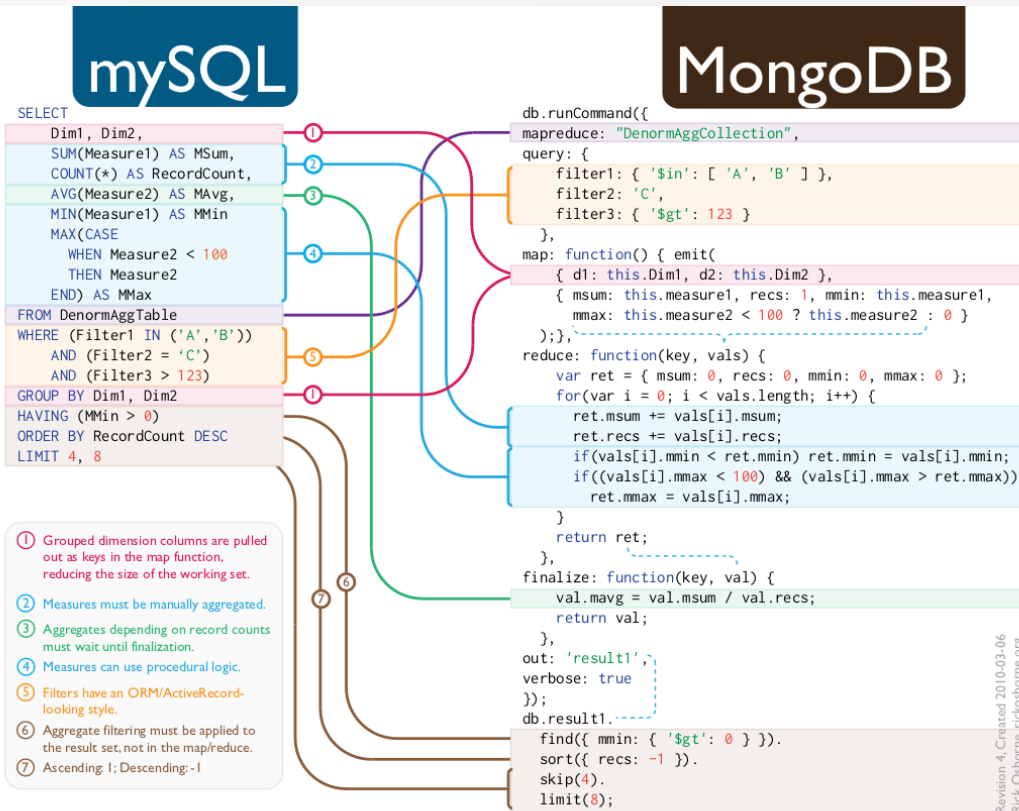 mySQL
SELECT
Dim1, Dim2,
SUM(Measure1) AS MSum,
COUNT(*) AS RecordCount,
AVG(Measure2) AS MAvg,
MIN(Measure1) AS MMin
MAX(CASE
WHEN Measure2 < 100
THEN Measure2
END) AS MMax
FROM DenormAggTable
WHERE (Filter1 IN ('A','B'))
AND (Filter2 = ‘C’)
AND (Filter3 > 123)
GROUP BY Dim1, Dim2
HAVING (MMin > 0)
ORDER BY RecordCount DESC
LIMIT 4, 8
1
2
3
4
5
1
6
7
MongoDB
db.runCommand({
mapreduce: "DenormAggCollection",
query: {
filter1: { '$in': [ 'A', 'B' ] },
filter2: 'C',
filter3: { '$gt': 123 }
},
map: function() { emit(
{ d1: this.Dim1, d2: this.Dim2 },
{ msum: this.measure1, recs: 1, mmin: this.measure1,
mmax: this.measure2 < 100 ? this.measure2 : 0 }
);},
reduce: function(key, vals) {
var ret = { msum: 0, recs: 0, mmin: 0, mmax: 0 };
for(var i = 0; i < vals.length; i++) {
ret.msum += vals[i].msum;
ret.recs += vals[i].recs;
if(vals[i].mmin < ret.mmin) ret.mmin = vals[i].mmin;
if((vals[i].mmax < 100) && (vals[i].mmax > ret.mmax))
ret.mmax = vals[i].mmax;
}
return ret;
},
finalize: function(key, val) {
val.mavg = val.msum / val.recs;
return val;
},
out: 'result1',
verbose: true
});
db.result1.
find({ mmin: { '$gt': 0 } }).
sort({ recs: -1 }).
skip(4).
limit(8);
1 Grouped dimension columns are pulled
out as keys in the map function,
reducing the size of the working set.
2 Measures must be manually aggregated.
3 Aggregates depending on record counts
must wait until finalization.
4 Measures can use procedural logic.
5 Filters have an ORM/ActiveRecord-
looking style.
6 Aggregate filtering must be applied to
the result set, not in the map/reduce.
7 Ascending: 1; Descending: -1
Revision 4, Created 2010-03-06
Rick Osborne, rickosborne.org